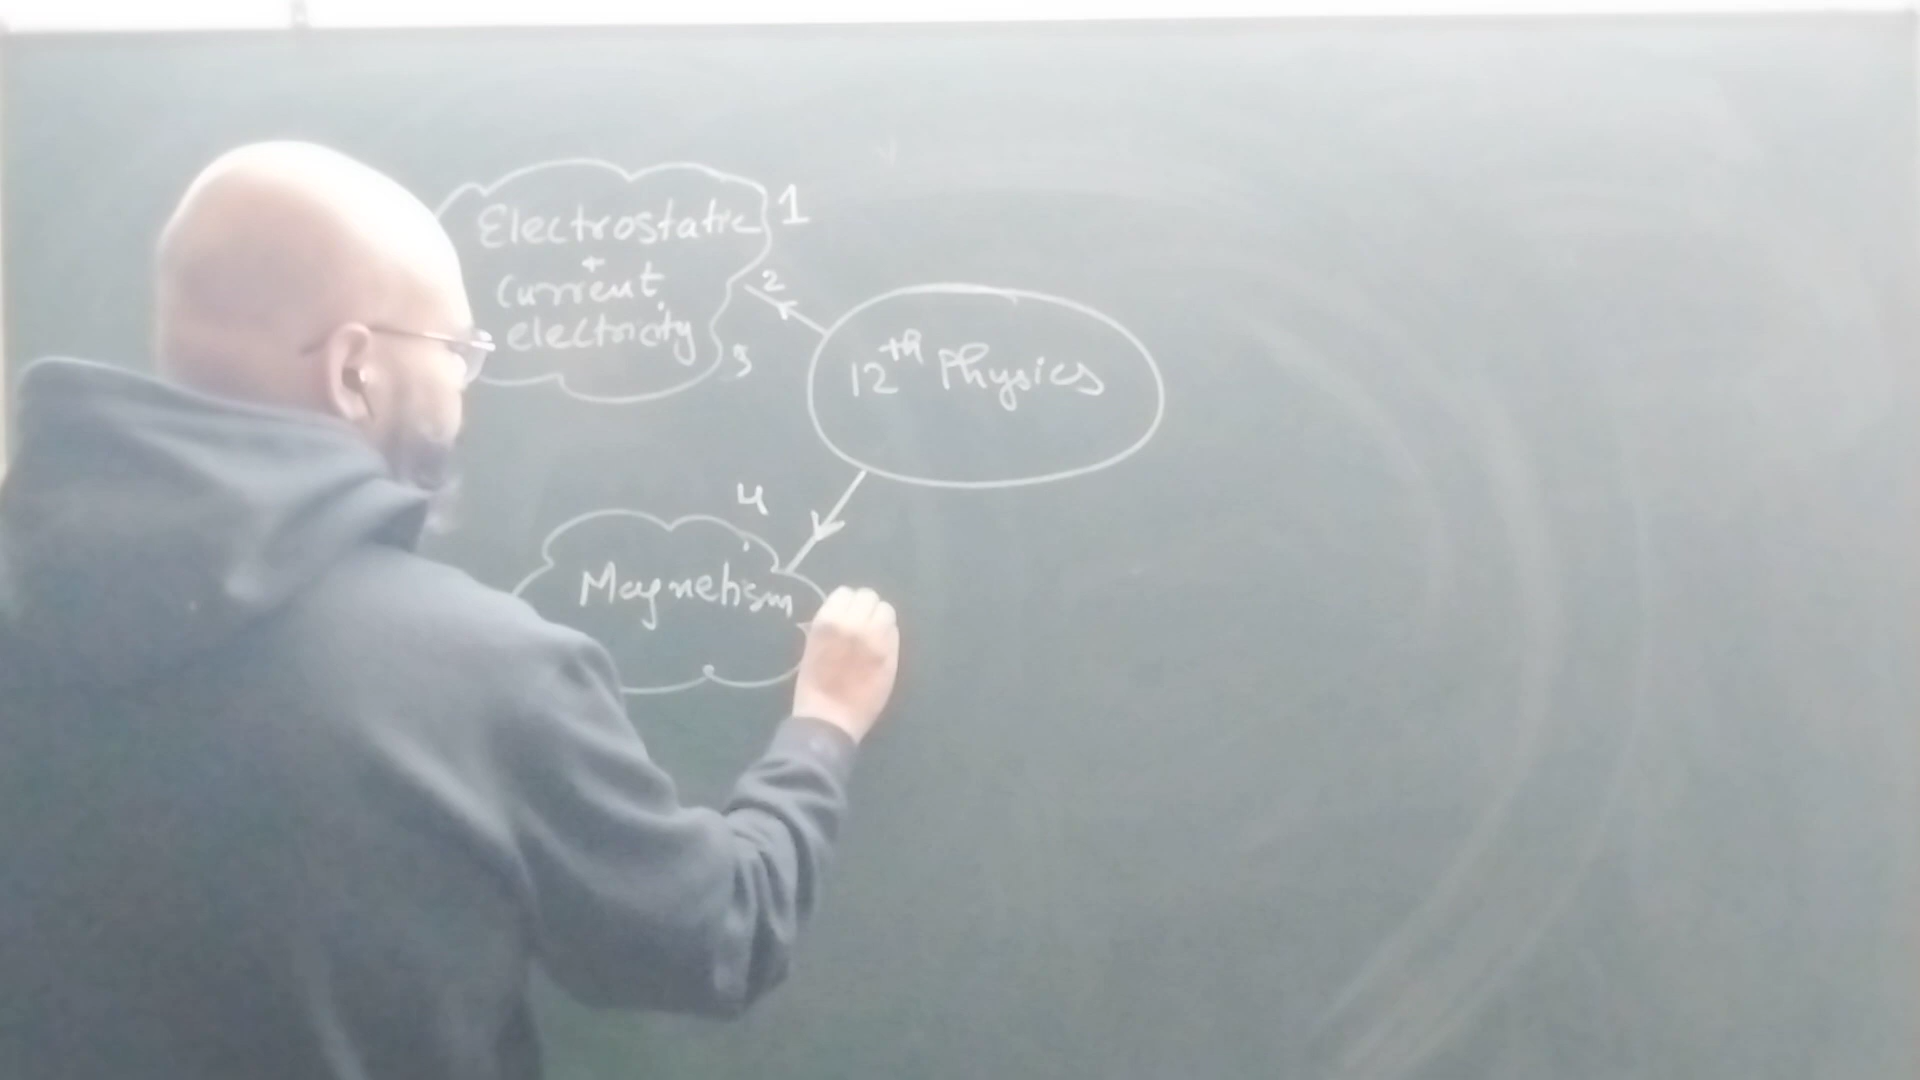 Electrostatic 1
+
Current 2
electricity 3
12th Physics
4
Magnetism